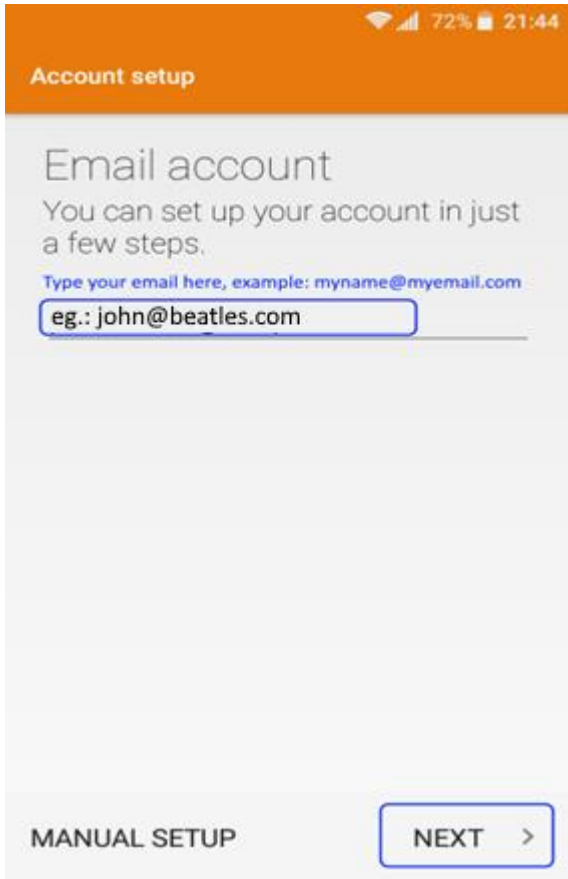 72% 21:44
Account setup
Email account
You can set up your account in just
a few steps.
Type your email here, example: myname@myemail.com
eg.: john@beatles.com
MANUAL SETUP
NEXT >